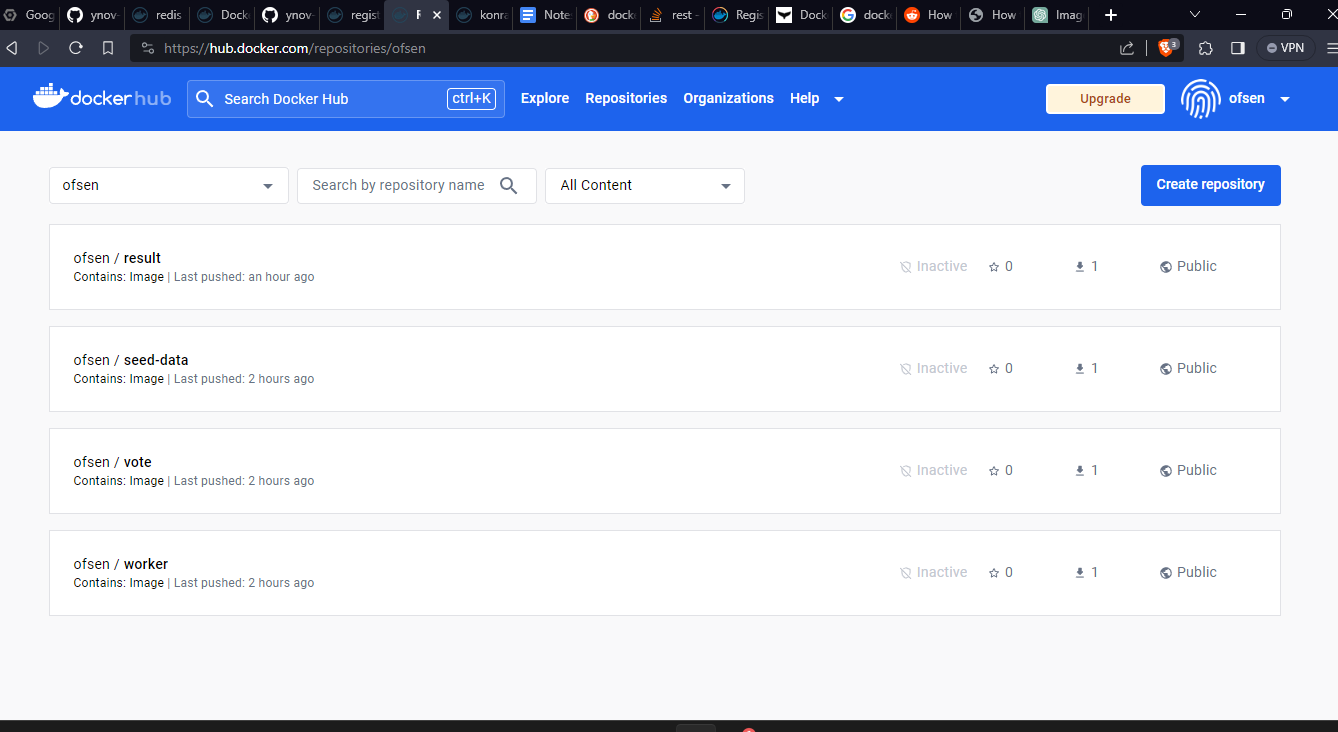 Goog
ynov-
redis
Dock
ynov-
regist
F
konra
Note
dock
rest -
Regis
Dock
dock
How
How
Imag
https://hub.docker.com/repositories/ofsen
3
VPN
docker hub
Search Docker Hub
ctrl+K
Explore
Repositories
Organizations
Help
Upgrade
ofsen
ofsen
Search by repository name
All Content
Create repository
ofsen / result
Contains: Image | Last pushed: an hour ago
Inactive
0
1
Public
ofsen / seed-data
Contains: Image | Last pushed: 2 hours ago
Inactive
0
1
Public
ofsen / vote
Contains: Image | Last pushed: 2 hours ago
Inactive
0
1
Public
ofsen / worker
Contains: Image | Last pushed: 2 hours ago
Inactive
0
1
Public